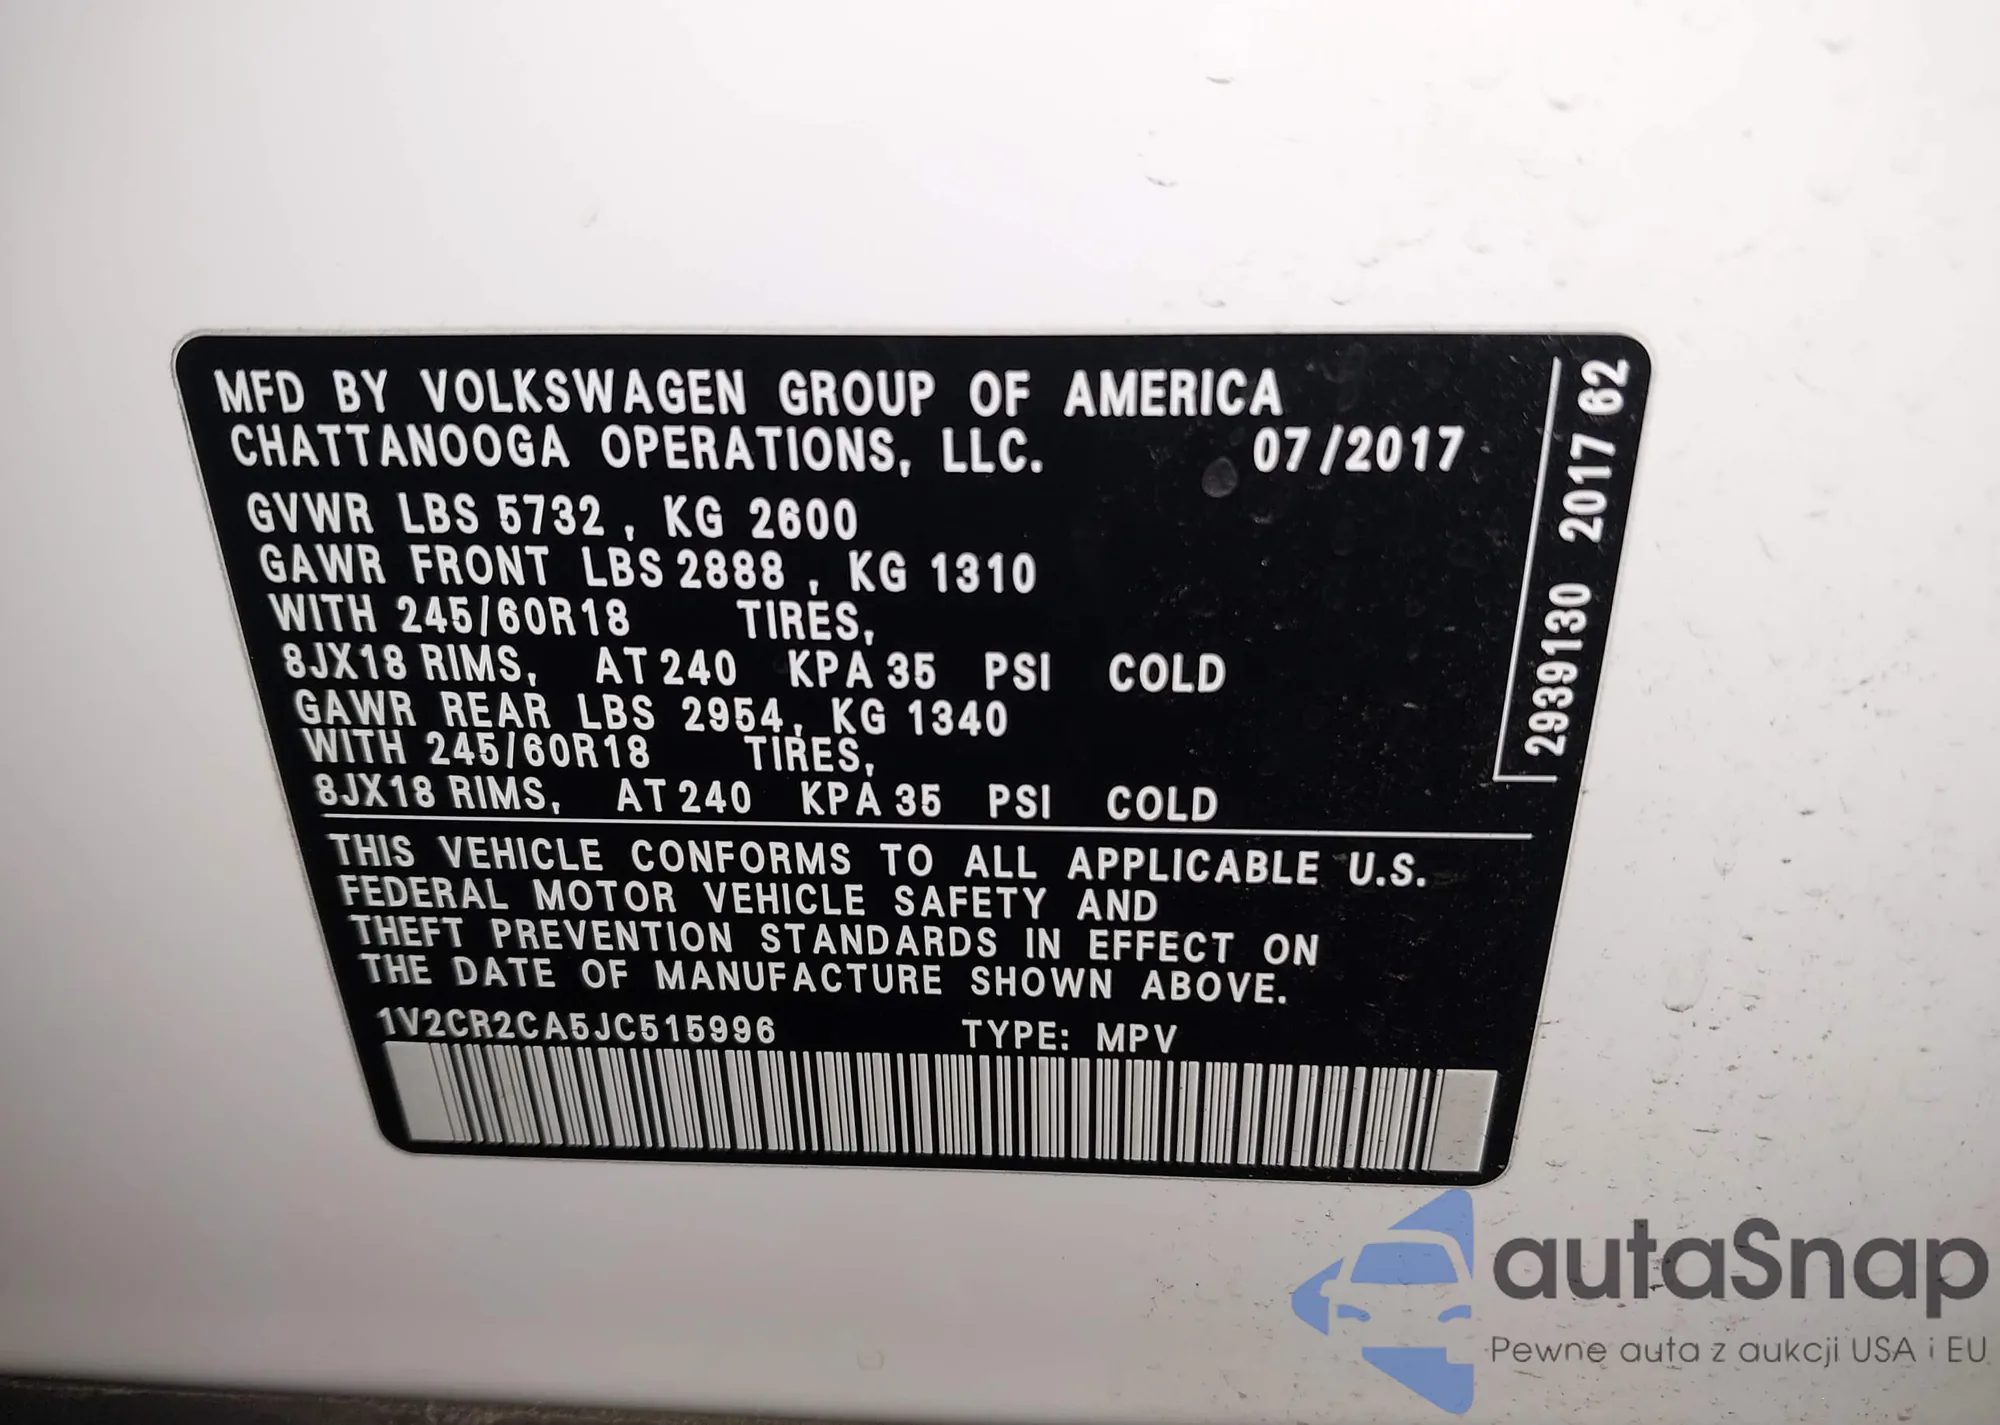 MFD BY VOLKSWAGEN GROUP OF AMERICA
CHATTANOOGA OPERATIONS, LLC. 07/2017
GVWR LBS 5732 , KG 2600
GAWR FRONT LBS 2888 , KG 1310
WITH 245/60R18 TIRES,
8JX18 RIMS, AT 240 KPA 35 PSI COLD
GAWR REAR LBS 2954, KG 1340
WITH 245/60R18 TIRES,
8JX18 RIMS, AT 240 KPA 35 PSI COLD
THIS VEHICLE CONFORMS TO ALL APPLICABLE U.S.
FEDERAL MOTOR VEHICLE SAFETY AND
THEFT PREVENTION STANDARDS IN EFFECT ON
THE DATE OF MANUFACTURE SHOWN ABOVE.
1V2CR2CA5JC515996 TYPE: MPV
2939130 2017 62
autaSnap
Pewne auta z aukcji USA i EU